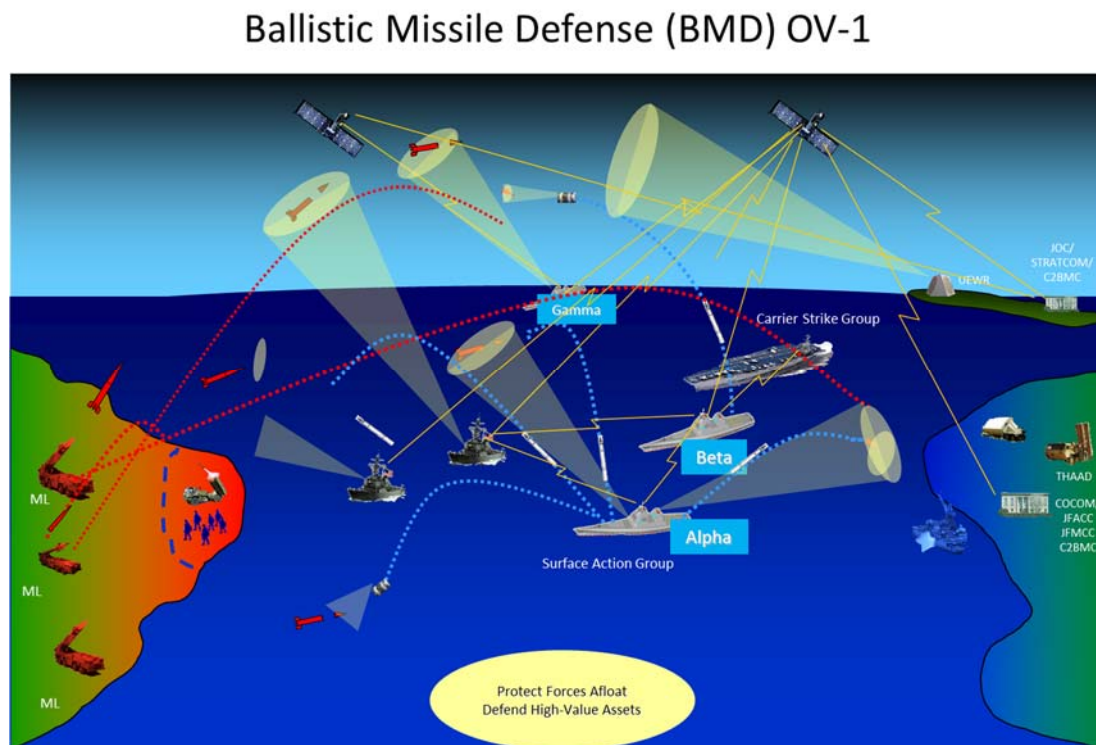 Ballistic Missile Defense (BMD) OV-1
JOC/
STRATCOM/
C2BMC
UEWR
Gamma
Carrier Strike Group
Beta
THAAD
ML
COCOM/
JFACC
JFMCC
C2BMC
Alpha
Surface Action Group
ML
ML
Protect Forces Afloat
Defend High-Value Assets